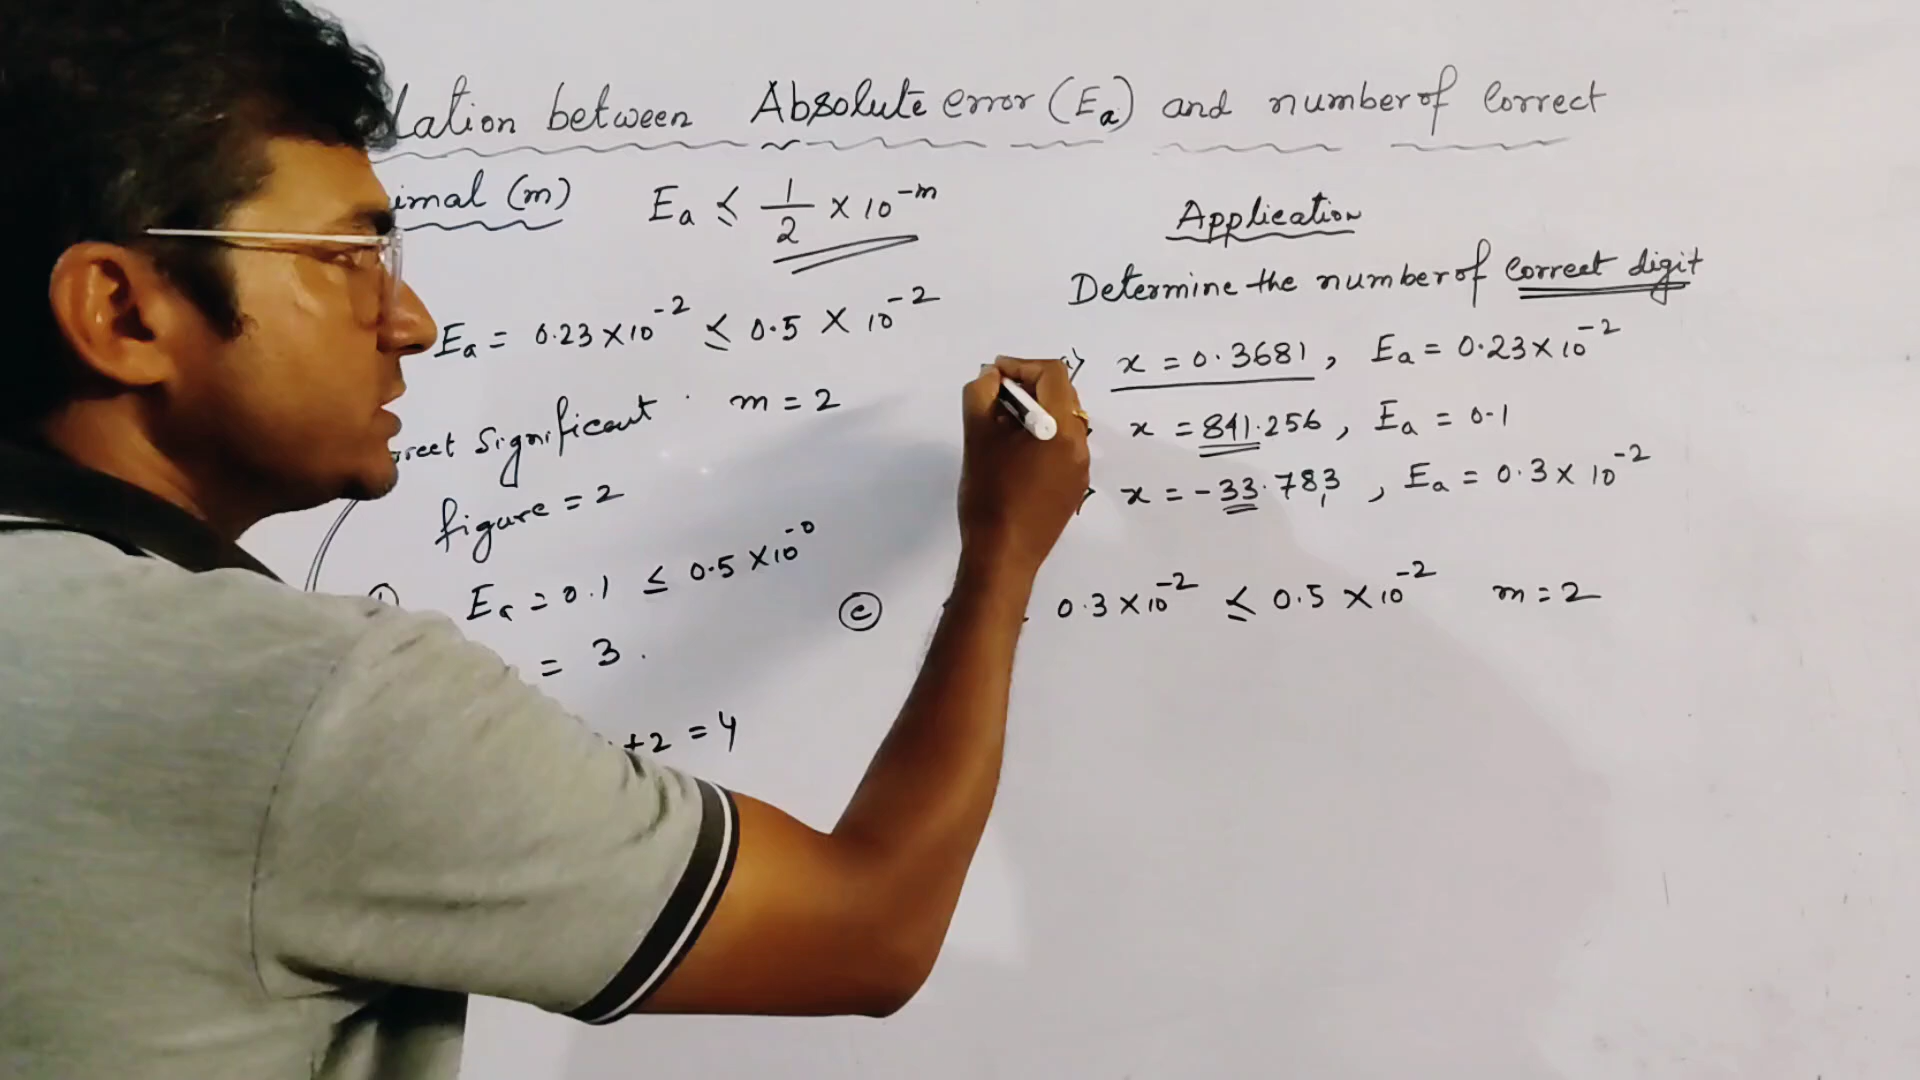 between Absolute error (Ea) and number of correct
(m) Ea ≤ 1/2 × 10^-m
Ea = 0.23 × 10^-2 ≤ 0.5 × 10^-2
Significant m = 2
figure = 2
Ea = 0.1 ≤ 0.5 × 10^-0
= 3.
+2 = 4
Application
Determine the number of correct digit
x = 0.3681, Ea = 0.23 × 10^-2
x = 841.256, Ea = 0.1
x = -33.783, Ea = 0.3 × 10^-2
0.3 × 10^-2 ≤ 0.5 × 10^-2 m = 2